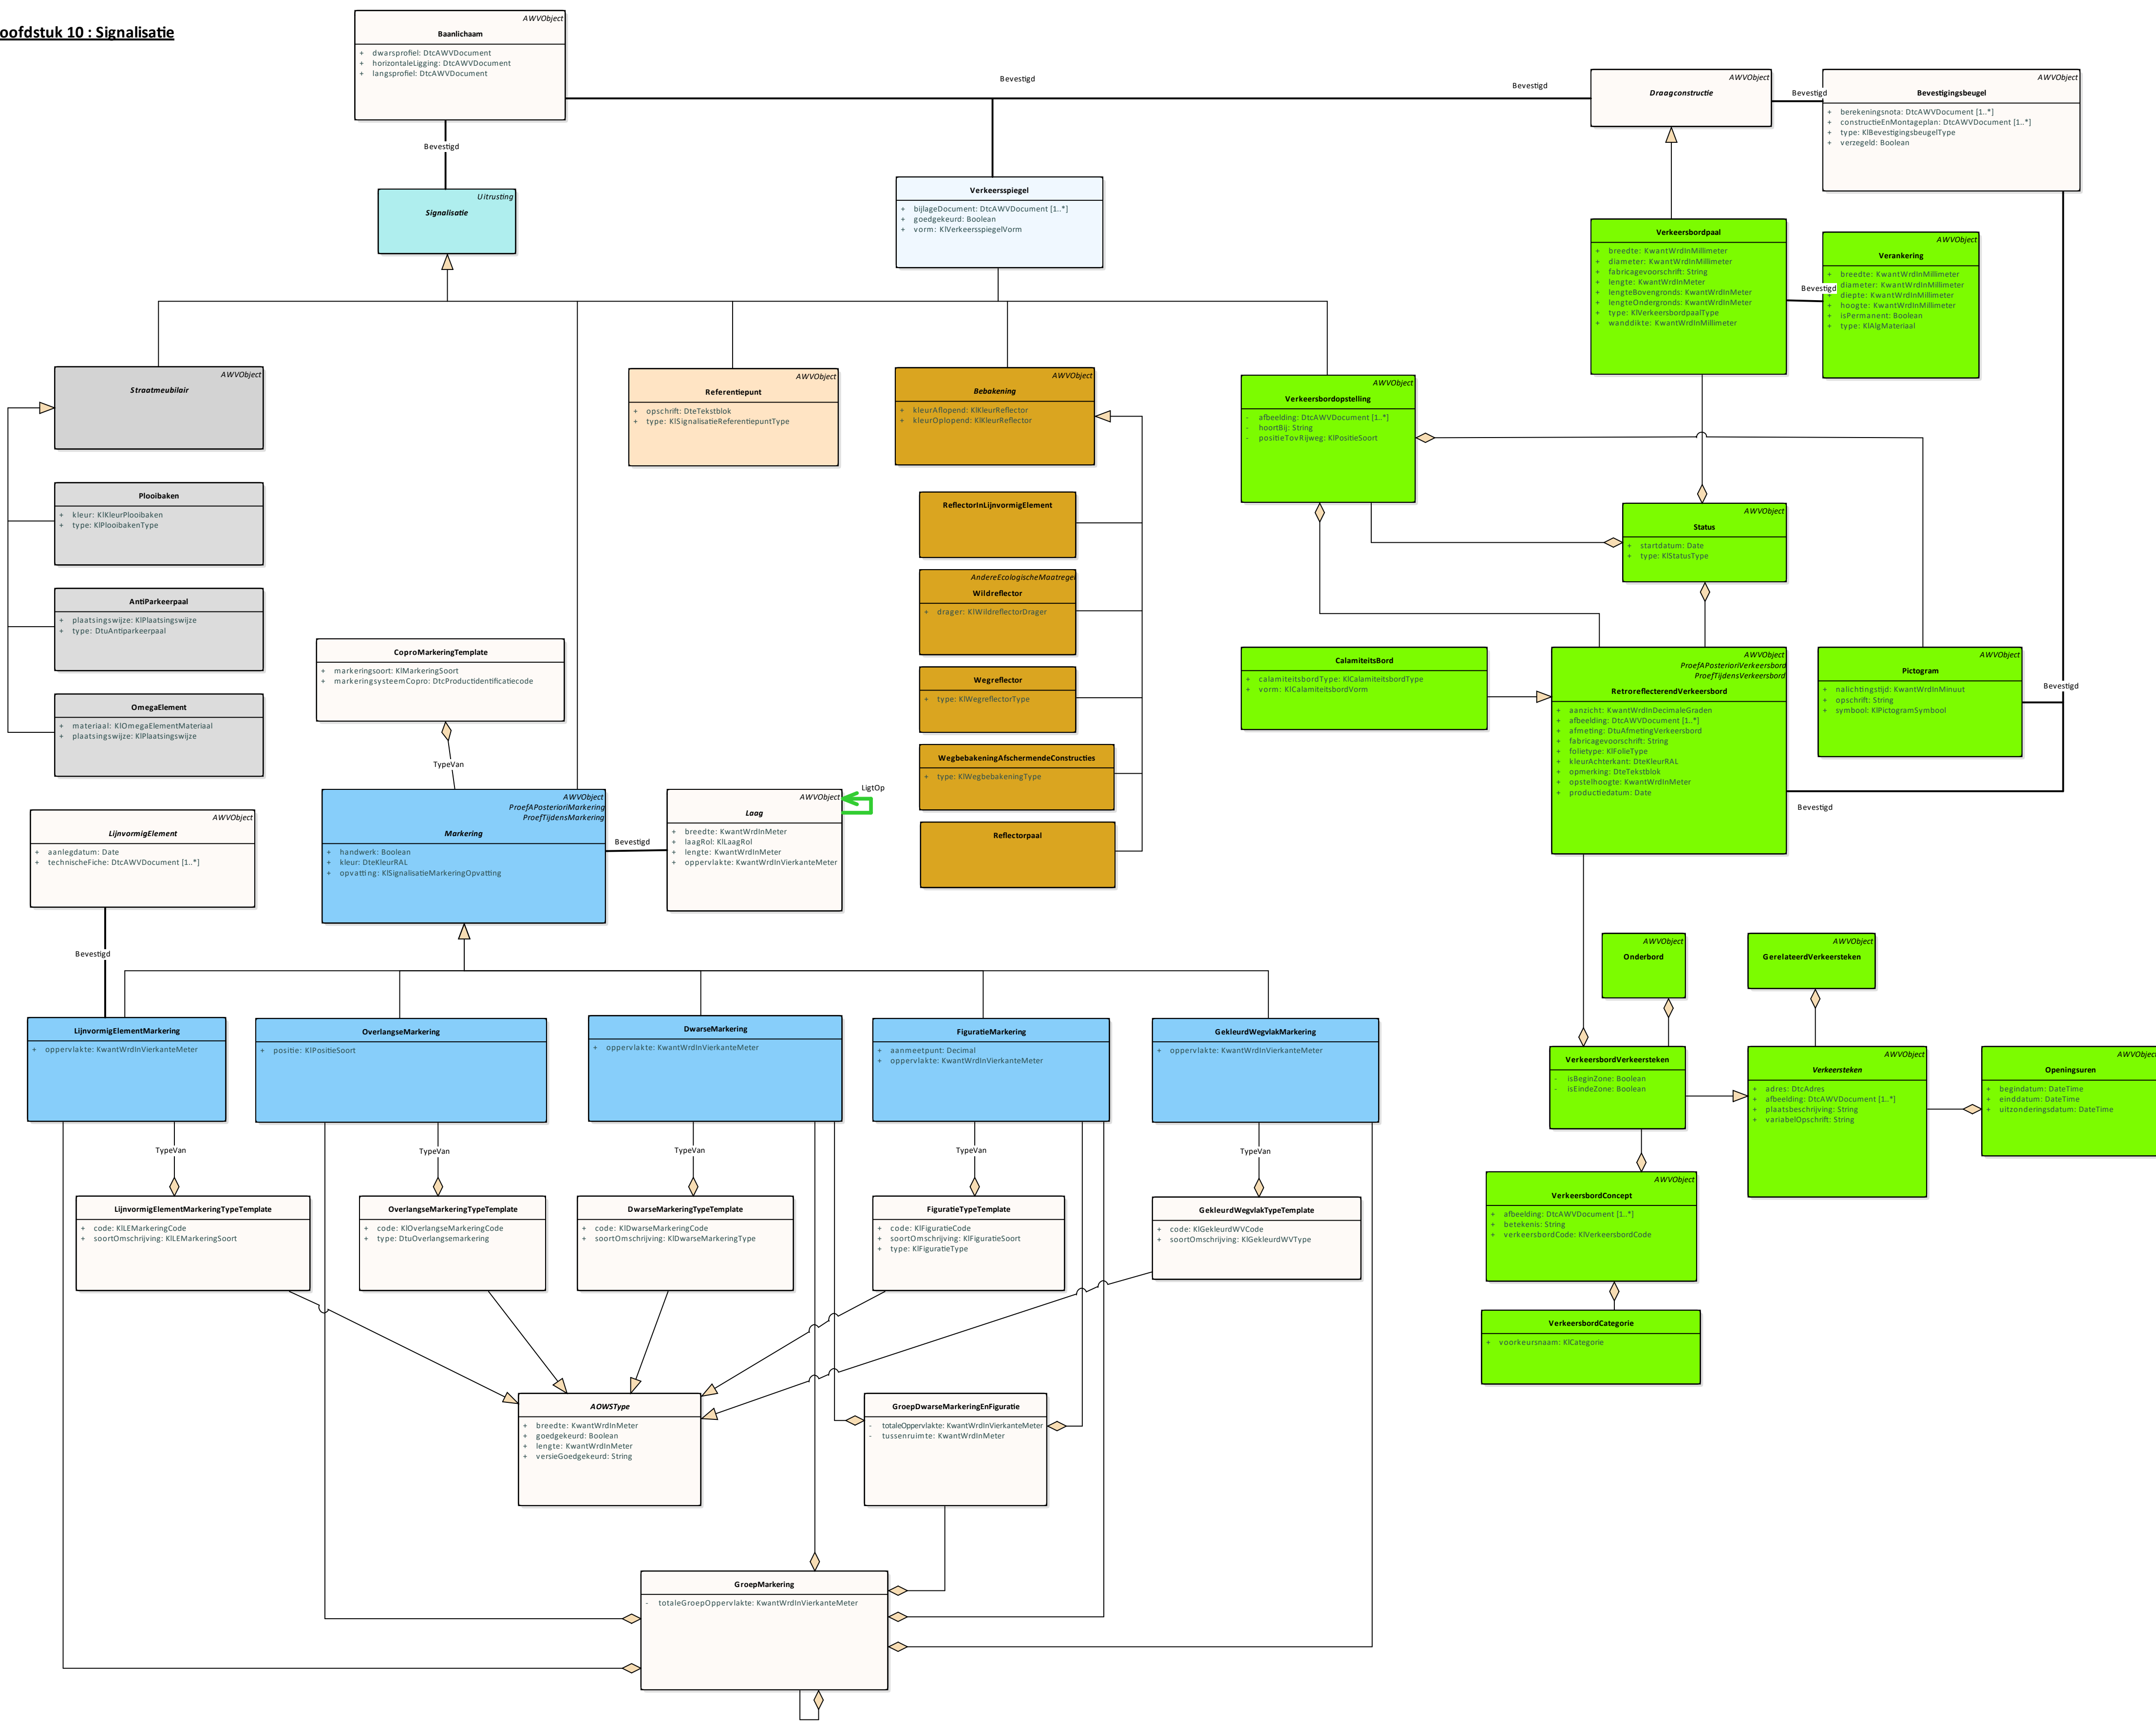 oofdstuk 10 : Signalisatie
AWVObject
Baanlichaam
+ dwarsprofiel: DtcAWVDocument
+ horizontaleLigging: DtcAWVDocument
+ langsprofiel: DtcAWVDocument
Bevestigd
Bevestigd
AWVObject
Draagconstructie
Bevestigd
AWVObject
Bevestigingsbeugel
+ berekeningsnota: DtcAWVDocument [1..*]
+ constructieEnMontageplan: DtcAWVDocument [1..*]
+ type: KlBevestigingsbeugelType
+ verzegeld: Boolean
Bevestigd
Uitrusting
Signalisatie
Verkeersspiegel
+ bijlageDocument: DtcAWVDocument [1..*]
+ goedgekeurd: Boolean
+ vorm: KlVerkeersspiegelVorm
Verkeersbordpaal
+ breedte: KwantWrdInMillimeter
+ diameter: KwantWrdInMillimeter
+ fabricagevoorschrift: String
+ lengte: KwantWrdInMeter
+ lengteBovengronds: KwantWrdInMeter
+ lengteOndergronds: KwantWrdInMeter
+ type: KlVerkeersbordpaalType
+ wanddikte: KwantWrdInMillimeter
Bevestigd
AWVObject
Verankering
+ breedte: KwantWrdInMillimeter
diameter: KwantWrdInMillimeter
+ diepte: KwantWrdInMillimeter
+ hoogte: KwantWrdInMillimeter
+ isPermanent: Boolean
+ type: KlAlgMateriaal
AWVObject
Straatmeubilair
AWVObject
Referentiepunt
+ opschrift: DteTekstblok
+ type: KlSignalisatieReferentiepuntType
AWVObject
Bebakening
+ kleurAflopend: KlKleurReflector
+ kleurOplopend: KlKleurReflector
AWVObject
Verkeersbordopstelling
- afbeelding: DtcAWVDocument [1..*]
- hoortBij: String
- positieTovRijweg: KlPositieSoort
Plooibaken
+ kleur: KlKleurPlooibaken
+ type: KlPlooibakenType
ReflectorInLijnvormigElement
AWVObject
Status
+ startdatum: Date
+ type: KlStatusType
AntiParkeerpaal
+ plaatsingswijze: KlPlaatsingswijze
+ type: DtuAntiparkeerpaal
AndereEcologischeMaatregel
Wildreflector
+ drager: KlWildreflectorDrager
CoproMarkeringTemplate
+ markeringsoort: KlMarkeringSoort
+ markeringsysteemCopro: DtcProductidentificatiecode
TypeVan
OmegaElement
+ materiaal: KlOmegaElementMateriaal
+ plaatsingswijze: KlPlaatsingswijze
Wegreflector
+ type: KlWegreflectorType
CalamiteitsBord
+ calamiteitsbordType: KlCalamiteitsbordType
+ vorm: KlCalamiteitsbordVorm
AWVObject
ProefAPosterioriVerkeersbord
ProefTijdensVerkeersbord
RetroreflecterendVerkeersbord
+ aanzicht: KwantWrdInDecimaleGraden
+ afbeelding: DtcAWVDocument [1..*]
+ afmeting: DtuAfmetingVerkeersbord
+ fabricagevoorschrift: String
+ folietype: KlFolieType
+ kleurAchterkant: DteKleurRAL
+ opmerking: DteTekstblok
+ opstelhoogte: KwantWrdInMeter
+ productiedatum: Date
AWVObject
Pictogram
+ nalichtingstijd: KwantWrdInMinuut
+ opschrift: String
+ symbool: KlPictogramSymbool
Bevestigd
Bevestigd
WegbebakeningAfschermendeConstructies
+ type: KlWegbebakeningType
Reflectorpaal
AWVObject
ProefAPosterioriMarkering
ProefTijdensMarkering
Markering
+ handwerk: Boolean
+ kleur: DteKleurRAL
+ opvatting: KlSignalisatieMarkeringOpvatting
Bevestigd
AWVObject
Laag
+ breedte: KwantWrdInMeter
+ laagRol: KlLaagRol
+ lengte: KwantWrdInMeter
+ oppervlakte: KwantWrdInVierkanteMeter
LigtOp
AWVObject
LijnvormigElement
+ aanlegdatum: Date
+ technischeFiche: DtcAWVDocument [1..*]
Bevestigd
AWVObject
Onderbord
AWVObject
GerelateerdVerkeersteken
LijnvormigElementMarkering
+ oppervlakte: KwantWrdInVierkanteMeter
OverlangseMarkering
+ positie: KlPositieSoort
DwarseMarkering
+ oppervlakte: KwantWrdInVierkanteMeter
FiguratieMarkering
+ aanmeetpunt: Decimal
+ oppervlakte: KwantWrdInVierkanteMeter
GekleurdWegvlakMarkering
+ oppervlakte: KwantWrdInVierkanteMeter
VerkeersbordVerkeersteken
- isBeginZone: Boolean
- isEindeZone: Boolean
AWVObject
Verkeersteken
+ adres: DtcAdres
+ afbeelding: DtcAWVDocument [1..*]
+ plaatsbeschrijving: String
+ variabelOpschrift: String
AWVObject
Openingsuren
+ begindatum: DateTime
+ einddatum: DateTime
+ uitzonderingsdatum: DateTime
TypeVan
TypeVan
TypeVan
TypeVan
TypeVan
LijnvormigElementMarkeringTypeTemplate
+ code: KlLEMarkeringCode
+ soortOmschrijving: KlLEMarkeringSoort
OverlangseMarkeringTypeTemplate
+ code: KlOverlangseMarkeringCode
+ type: DtuOverlangsemarkering
DwarseMarkeringTypeTemplate
+ code: KlDwarseMarkeringCode
+ soortOmschrijving: KlDwarseMarkeringType
FiguratieTypeTemplate
+ code: KlFiguratieCode
+ soortOmschrijving: KlFiguratieSoort
+ type: KlFiguratieType
GekleurdWegvlakTypeTemplate
+ code: KlGekleurdWVCode
+ soortOmschrijving: KlGekleurdWVType
AWVObject
VerkeersbordConcept
+ afbeelding: DtcAWVDocument [1..*]
+ betekenis: String
+ verkeersbordCode: KlVerkeersbordCode
VerkeersbordCategorie
+ voorkeursnaam: KlCategorie
AOWSType
+ breedte: KwantWrdInMeter
+ goedgekeurd: Boolean
+ lengte: KwantWrdInMeter
+ versieGoedgekeurd: String
GroepDwarseMarkeringEnFiguratie
- totaleOppervlakte: KwantWrdInVierkanteMeter
- tussenruimte: KwantWrdInMeter
GroepMarkering
- totaleGroepOppervlakte: KwantWrdInVierkanteMeter